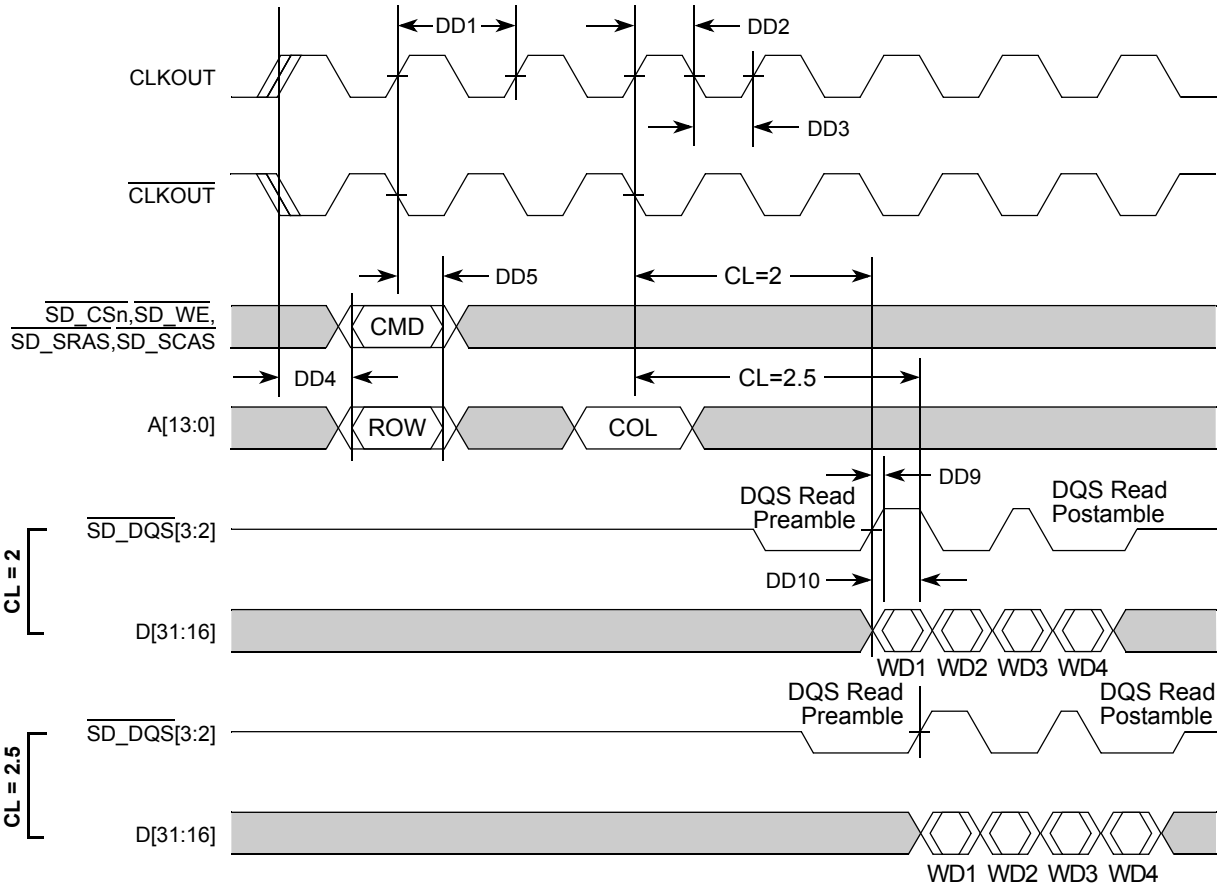 DD1
DD2
CLKOUT
DD3
CLKOUT
DD5
CL=2
SD_CSn,SD_WE,
SD_SRAS,SD_SCAS
CMD
DD4
CL=2.5
A[13:0]
ROW
COL
DD9
DQS Read
Preamble
DQS Read
Postamble
SD_DQS[3:2]
CL = 2
DD10
D[31:16]
WD1 WD2 WD3 WD4
DQS Read
Preamble
DQS Read
Postamble
SD_DQS[3:2]
CL = 2.5
D[31:16]
WD1 WD2 WD3 WD4